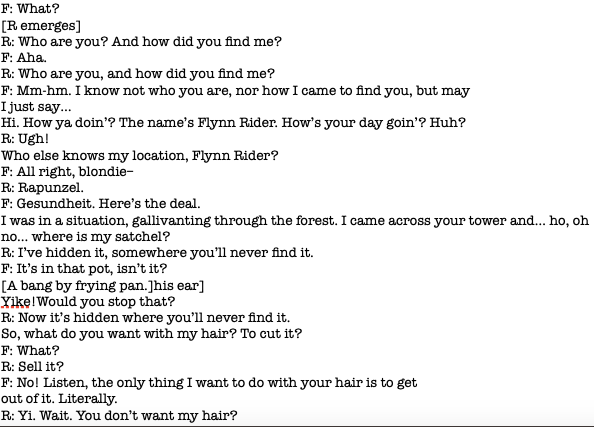 F: What?
[R emerges]
R: Who are you? And how did you find me?
F: Aha.
R: Who are you, and how did you find me?
F: Mm-hm. I know not who you are, nor how I came to find you, but may
I just say...
Hi. How ya doin'? The name's Flynn Rider. How's your day goin'? Huh?
R: Ugh!
Who else knows my location, Flynn Rider?
F: All right, blondie–
R: Rapunzel.
F: Gesundheit. Here's the deal.
I was in a situation, gallivanting through the forest. I came across your tower and... ho, oh
no... where is my satchel?
R: I've hidden it, somewhere you'll never find it.
F: It's in that pot, isn't it?
[A bang by frying pan.]his ear]
Yike!Would you stop that?
R: Now it's hidden where you'll never find it.
So, what do you want with my hair? To cut it?
F: What?
R: Sell it?
F: No! Listen, the only thing I want to do with your hair is to get
out of it. Literally.
R: Yi. Wait. You don't want my hair?